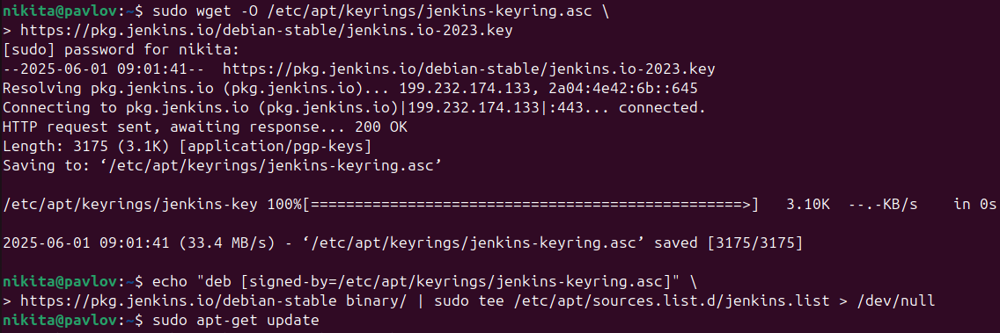 nikita@pavlov:~$ sudo wget -O /etc/apt/keyrings/jenkins-keyring.asc \
> https://pkg.jenkins.io/debian-stable/jenkins.io-2023.key
[sudo] password for nikita:
--2025-06-01 09:01:41--  https://pkg.jenkins.io/debian-stable/jenkins.io-2023.key
Resolving pkg.jenkins.io (pkg.jenkins.io)... 199.232.174.133, 2a04:4e42:6b::645
Connecting to pkg.jenkins.io (pkg.jenkins.io)|199.232.174.133|:443... connected.
HTTP request sent, awaiting response... 200 OK
Length: 3175 (3.1K) [application/pgp-keys]
Saving to: ‘/etc/apt/keyrings/jenkins-keyring.asc’
/etc/apt/keyrings/jenkins-key 100%[=================================================>]   3.10K  --.-KB/s    in 0s
2025-06-01 09:01:41 (33.4 MB/s) - ‘/etc/apt/keyrings/jenkins-keyring.asc’ saved [3175/3175]
nikita@pavlov:~$ echo "deb [signed-by=/etc/apt/keyrings/jenkins-keyring.asc]" \
> https://pkg.jenkins.io/debian-stable binary/ | sudo tee /etc/apt/sources.list.d/jenkins.list > /dev/null
nikita@pavlov:~$ sudo apt-get update